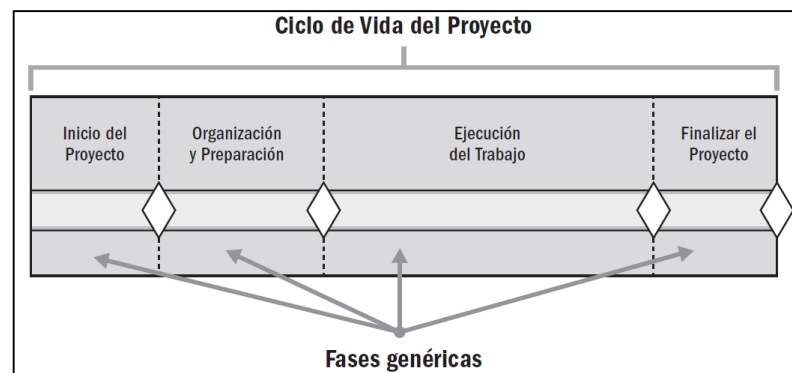 Ciclo de Vida del Proyecto
Inicio del
Proyecto
Organización
y Preparación
Ejecución
del Trabajo
Finalizar el
Proyecto
Fases genéricas